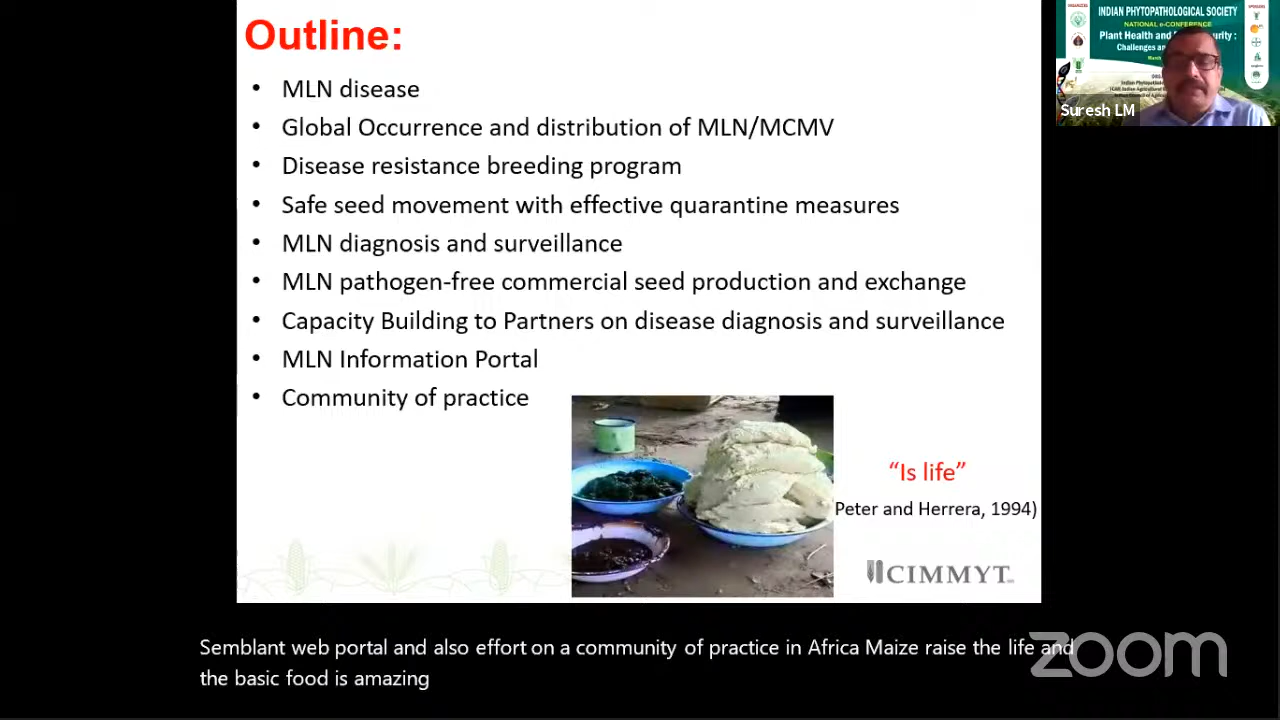 Outline:
• MLN disease
• Global Occurrence and distribution of MLN/MCMV
• Disease resistance breeding program
• Safe seed movement with effective quarantine measures
• MLN diagnosis and surveillance
• MLN pathogen-free commercial seed production and exchange
• Capacity Building to Partners on disease diagnosis and surveillance
• MLN Information Portal
• Community of practice
“Is life”
Peter and Herrera, 1994)
CIMMYT
INDIAN PHYTOPATHOLOGICAL SOCIETY
NATIONAL e-CONFERENCE
Plant Health and
Challenges
Suresh LM
Semblant web portal and also effort on a community of practice in Africa Maize raise the life and
the basic food is amazing
zoom